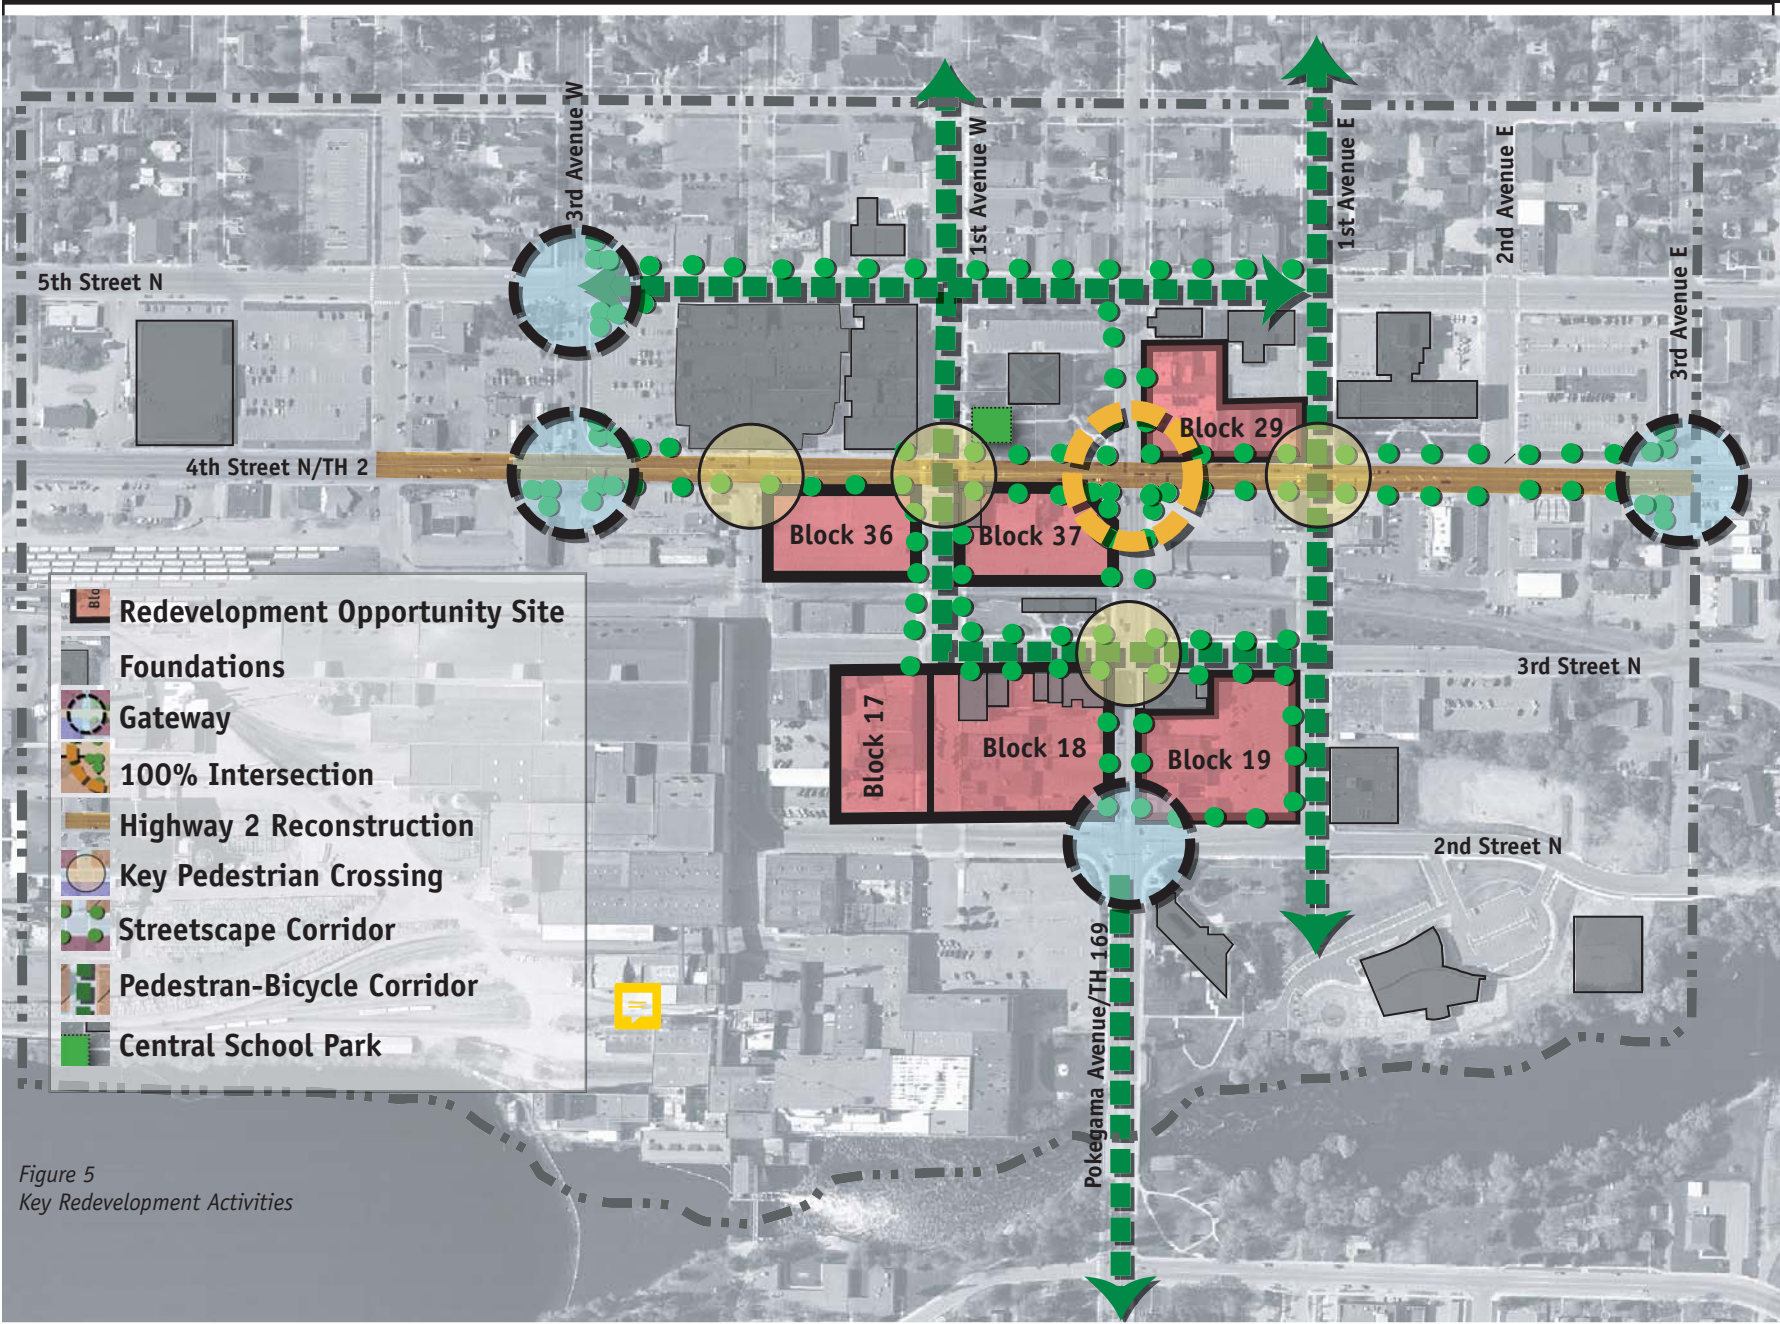 3rd Avenue W
1st Avenue W
1st Avenue E
2nd Avenue E
3rd Avenue E
5th Street N
4th Street N/TH 2
Block 29
Block 36
Block 37
3rd Street N
Block 17
Block 18
Block 19
2nd Street N
Pokegama Avenue/TH 169
Blo
Redevelopment Opportunity Site
Foundations
Gateway
100% Intersection
Highway 2 Reconstruction
Key Pedestrian Crossing
Streetscape Corridor
Pedestran-Bicycle Corridor
Central School Park
Figure 5
Key Redevelopment Activities